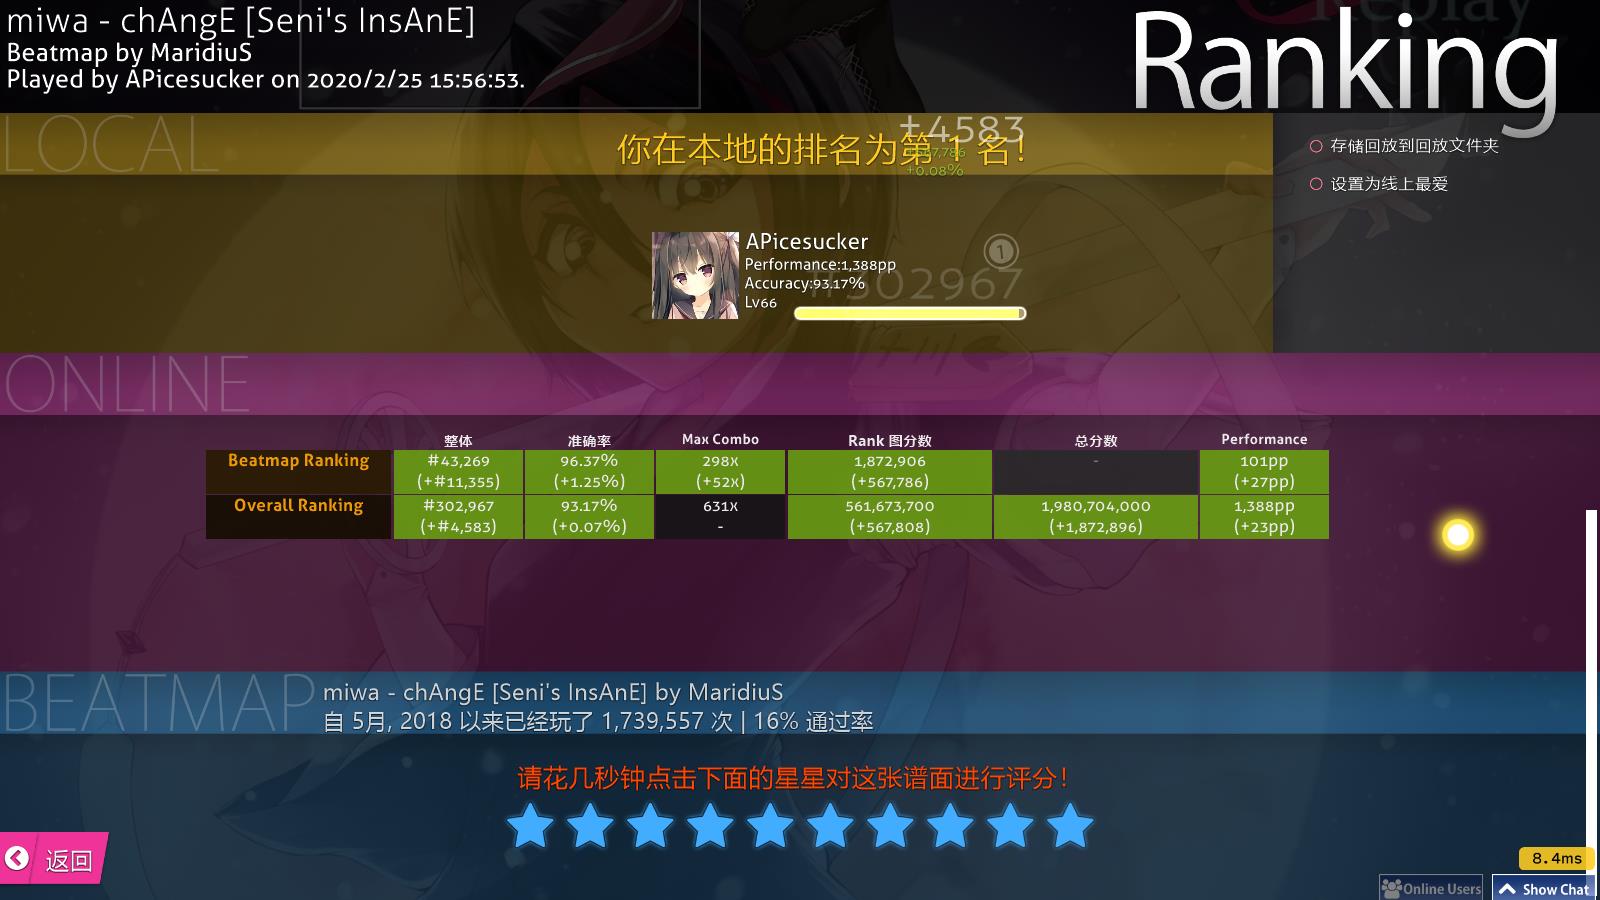 miwa - chAngE [Seni's InsAnE]
Beatmap by MaridiuS
Played by APicesucker on 2020/2/25 15:56:53.
Ranking
LOCAL
+4583
你在本地的排名为第 1 名!
+567,786
+0.08%
存储回放到回放文件夹
设置为线上最爱
APicesucker
Performance:1,388pp
Accuracy:93.17%
Lv66
1
#302967
ONLINE
整体 准确率 Max Combo Rank 图分数 总分数 Performance
Beatmap Ranking #43,269 96.37% 298x 1,872,906 - 101pp
(+#11,355) (+1.25%) (+52x) (+567,786) (+27pp)
Overall Ranking #302,967 93.17% 631x 561,673,700 1,980,704,000 1,388pp
(+#4,583) (+0.07%) - (+567,808) (+1,872,896) (+23pp)
BEATMAP
miwa - chAngE [Seni's InsAnE] by MaridiuS
自 5月, 2018 以来已经玩了 1,739,557 次 | 16% 通过率
请花几秒钟点击下面的星星对这张谱面进行评分!
返回
8.4ms
Online Users
Show Chat